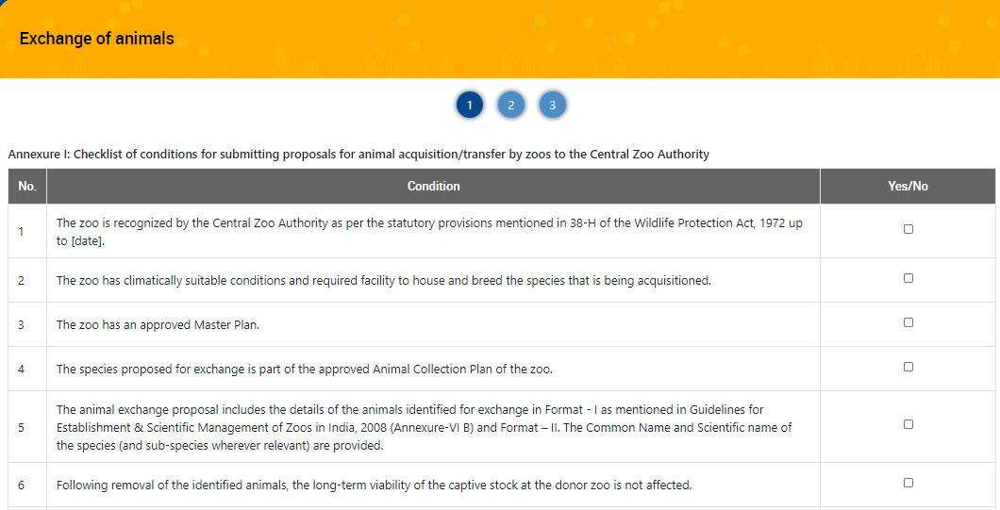 Exchange of animals
1 2 3
Annexure I: Checklist of conditions for submitting proposals for animal acquisition/transfer by zoos to the Central Zoo Authority
No. Condition Yes/No
1 The zoo is recognized by the Central Zoo Authority as per the statutory provisions mentioned in 38-H of the Wildlife Protection Act, 1972 up
to [date].
2 The zoo has climatically suitable conditions and required facility to house and breed the species that is being acquisitioned.
3 The zoo has an approved Master Plan.
4 The species proposed for exchange is part of the approved Animal Collection Plan of the zoo.
The animal exchange proposal includes the details of the animals identified for exchange in Format - I as mentioned in Guidelines for
5 Establishment & Scientific Management of Zoos in India, 2008 (Annexure-VI B) and Format – II. The Common Name and Scientific name of
the species (and sub-species wherever relevant) are provided.
6 Following removal of the identified animals, the long-term viability of the captive stock at the donor zoo is not affected.